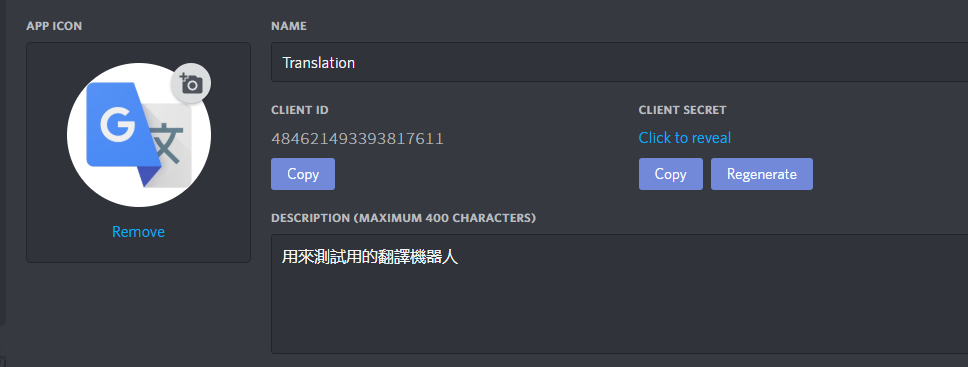 APP ICON
NAME
Translation
G 文
Remove
CLIENT ID
484621493393817611
Copy
CLIENT SECRET
Click to reveal
Copy
Regenerate
DESCRIPTION (MAXIMUM 400 CHARACTERS)
用來測試用的翻譯機器人